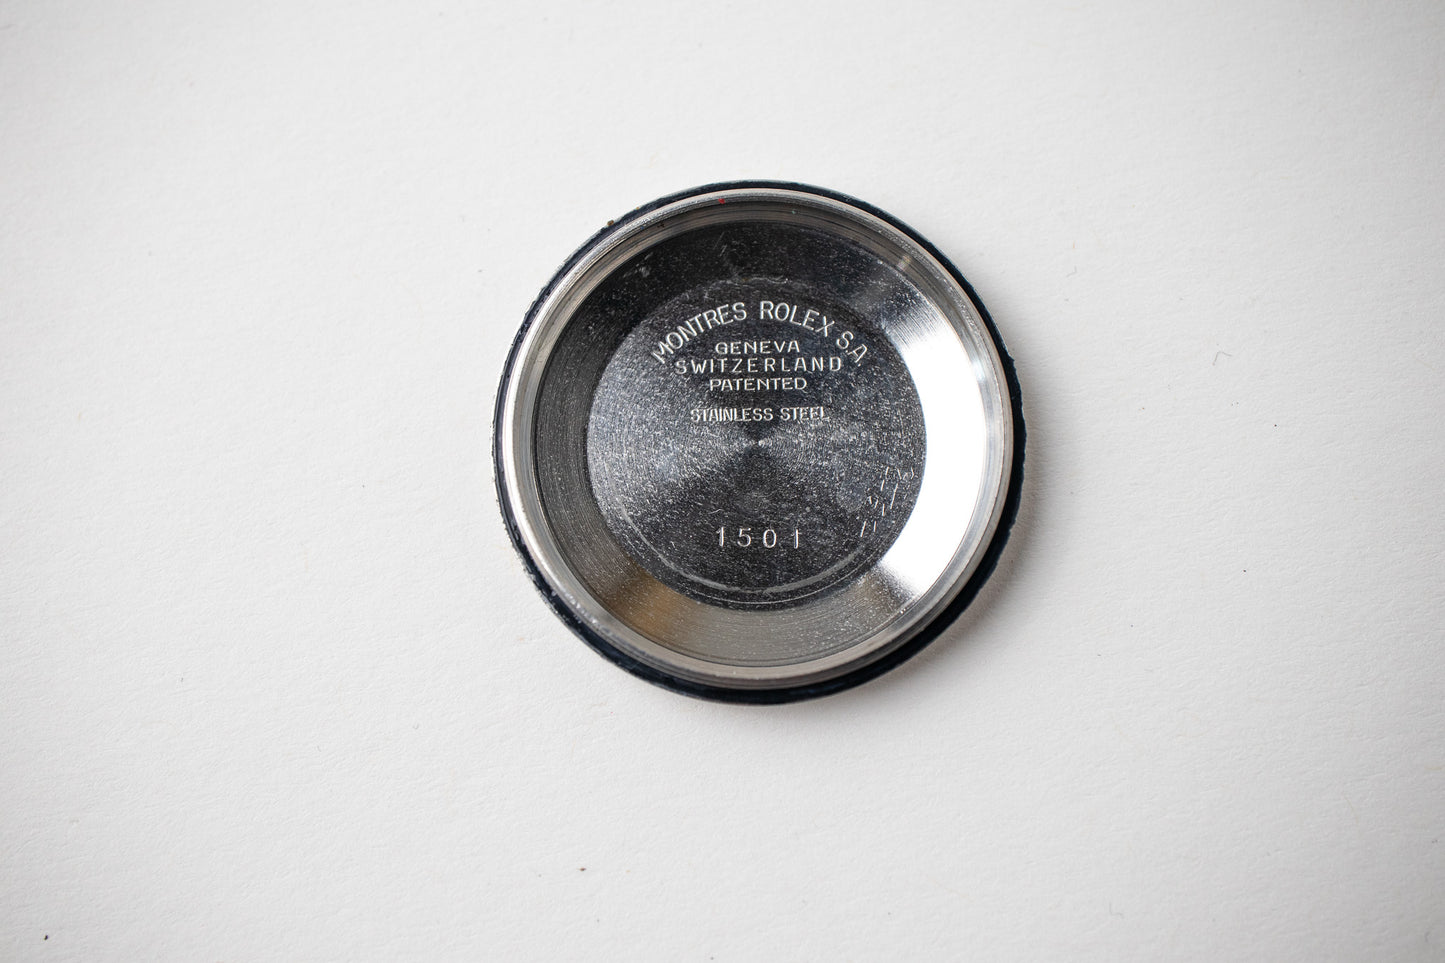 MONTRES ROLEX S.A
GENEVA
SWITZERLAND
PATENTED
STAINLESS STEEL
1501